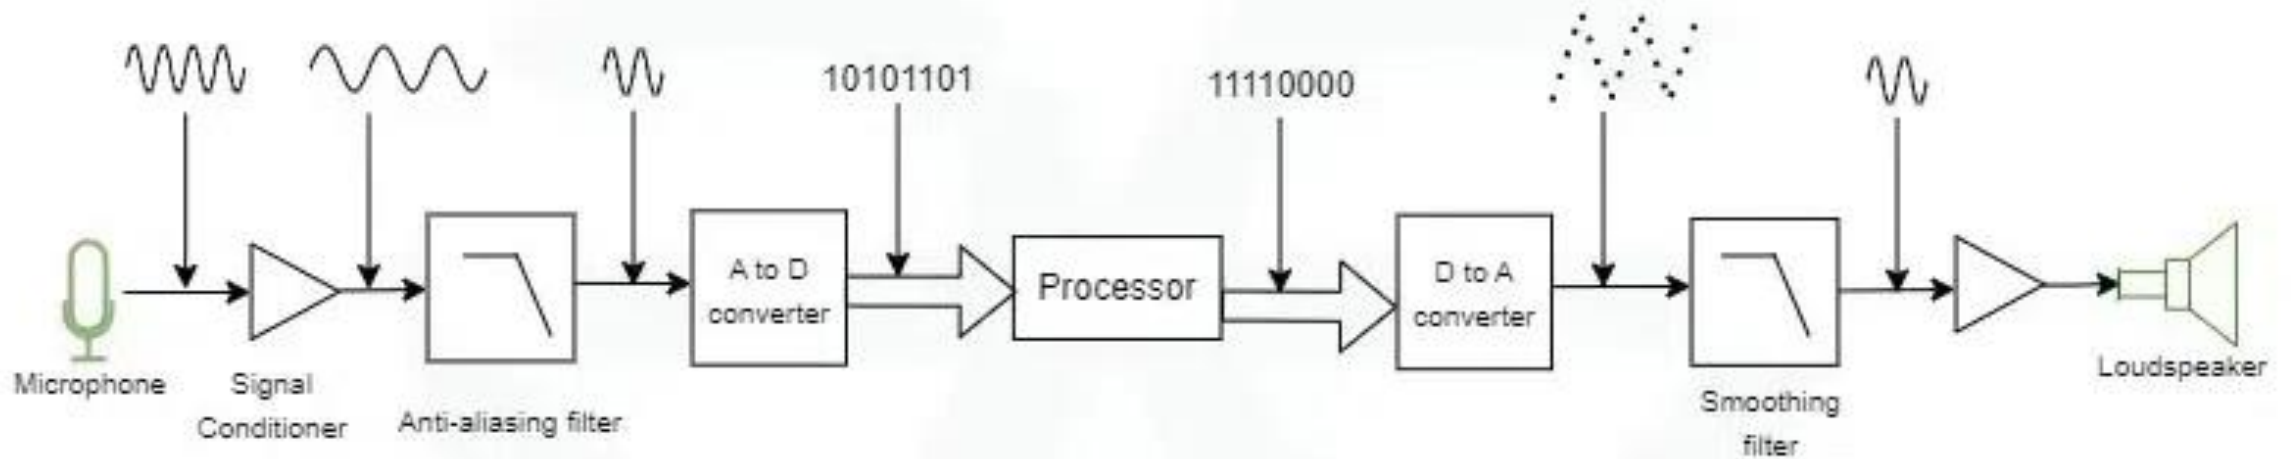 10101101
11110000
A to D
converter
Processor
D to A
converter
Microphone
Signal
Conditioner
Anti-aliasing filter
Smoothing
filter
Loudspeaker